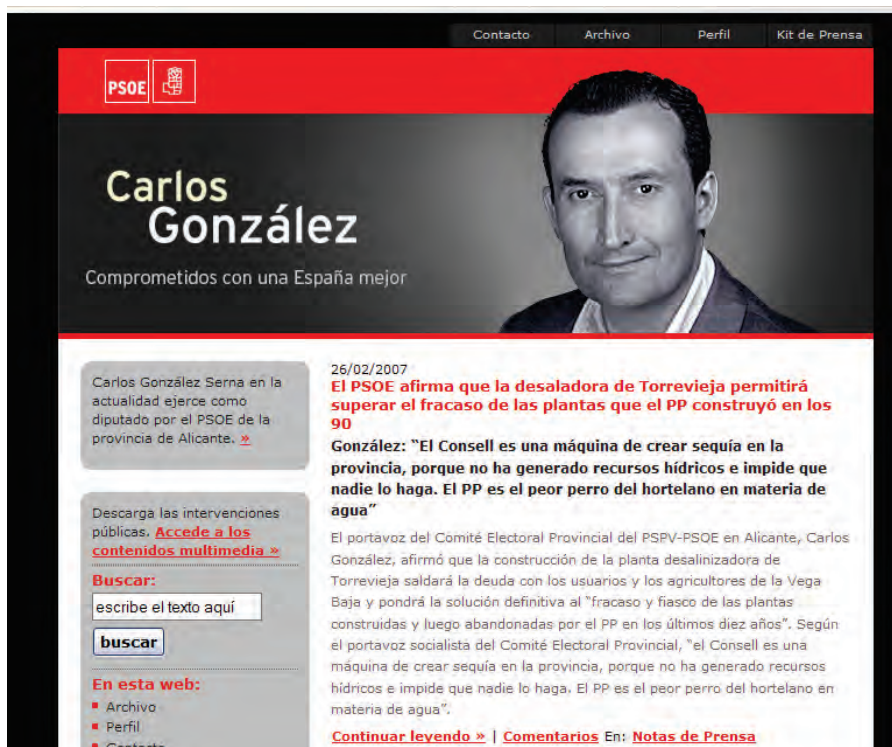 Contacto Archivo Perfil Kit de Prensa
PSOE
Carlos
González
Comprometidos con una España mejor
Carlos González Serna en la
actualidad ejerce como
diputado por el PSOE de la
provincia de Alicante. »
Descarga las intervenciones
públicas. Accede a los
contenidos multimedia »
Buscar:
escribe el texto aquí
buscar
En esta web:
Archivo
Perfil
Contacto
26/02/2007
El PSOE afirma que la desaladora de Torrevieja permitirá
superar el fracaso de las plantas que el PP construyó en los
90
González: “El Consell es una máquina de crear sequía en la
provincia, porque no ha generado recursos hídricos e impide que
nadie lo haga. El PP es el peor perro del hortelano en materia de
agua”
El portavoz del Comité Electoral Provincial del PSPV-PSOE en Alicante, Carlos
González, afirmó que la construcción de la planta desalinizadora de
Torrevieja saldará la deuda con los usuarios y los agricultores de la Vega
Baja y pondrá la solución definitiva al “fracaso y fiasco de las plantas
construidas y luego abandonadas por el PP en los últimos diez años”. Según
el portavoz socialista del Comité Electoral Provincial, “el Consell es una
máquina de crear sequía en la provincia, porque no ha generado recursos
hídricos e impide que nadie lo haga. El PP es el peor perro del hortelano en
materia de agua”.
Continuar leyendo » | Comentarios En: Notas de Prensa